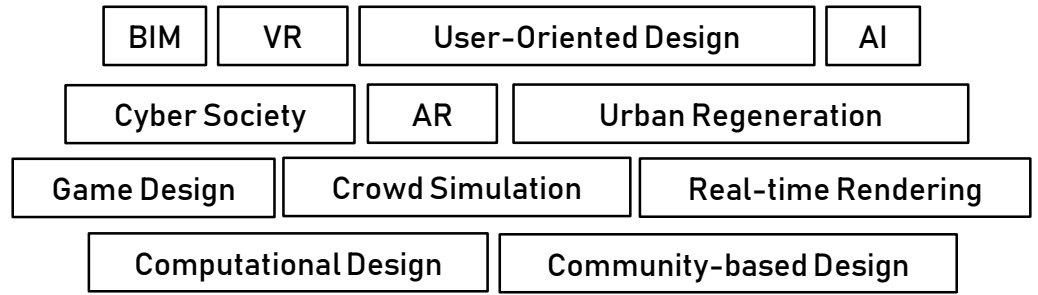 BIM VR User-Oriented Design AI
Cyber Society AR Urban Regeneration
Game Design Crowd Simulation Real-time Rendering
Computational Design Community-based Design